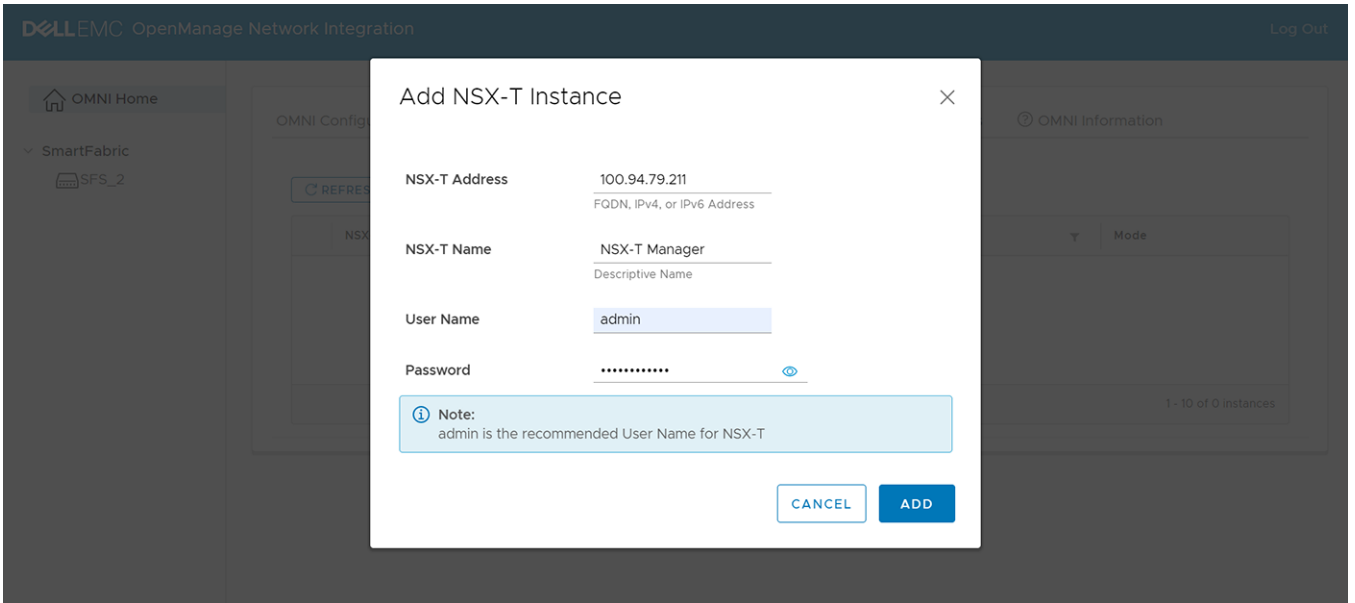 DELLEMC OpenManage Network Integration
Log Out
OMNI Home
SmartFabric
SFS_2
OMNI Config
OMNI Information
REFRES
NSX
Mode
1 - 10 of 0 instances
Add NSX-T Instance
NSX-T Address
100.94.79.211
FQDN, IPv4, or IPv6 Address
NSX-T Name
NSX-T Manager
Descriptive Name
User Name
admin
Password
••••••••••••
Note:
admin is the recommended User Name for NSX-T
CANCEL
ADD